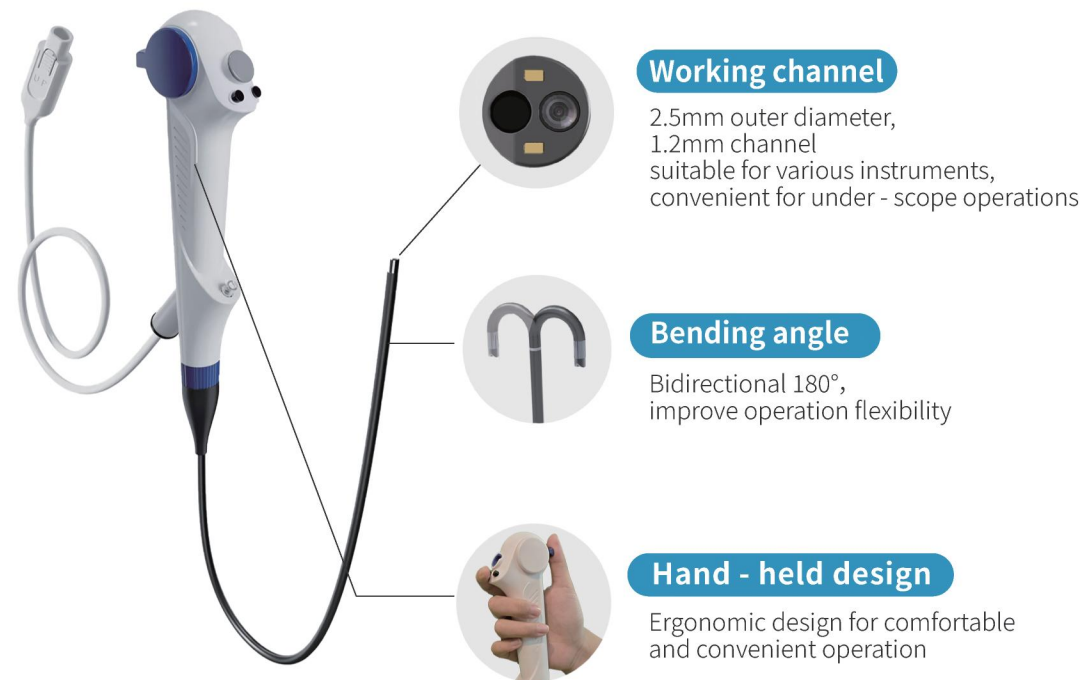 Working channel
2.5mm outer diameter,
1.2mm channel
suitable for various instruments,
convenient for under - scope operations
Bending angle
Bidirectional 180°,
improve operation flexibility
Hand - held design
Ergonomic design for comfortable
and convenient operation